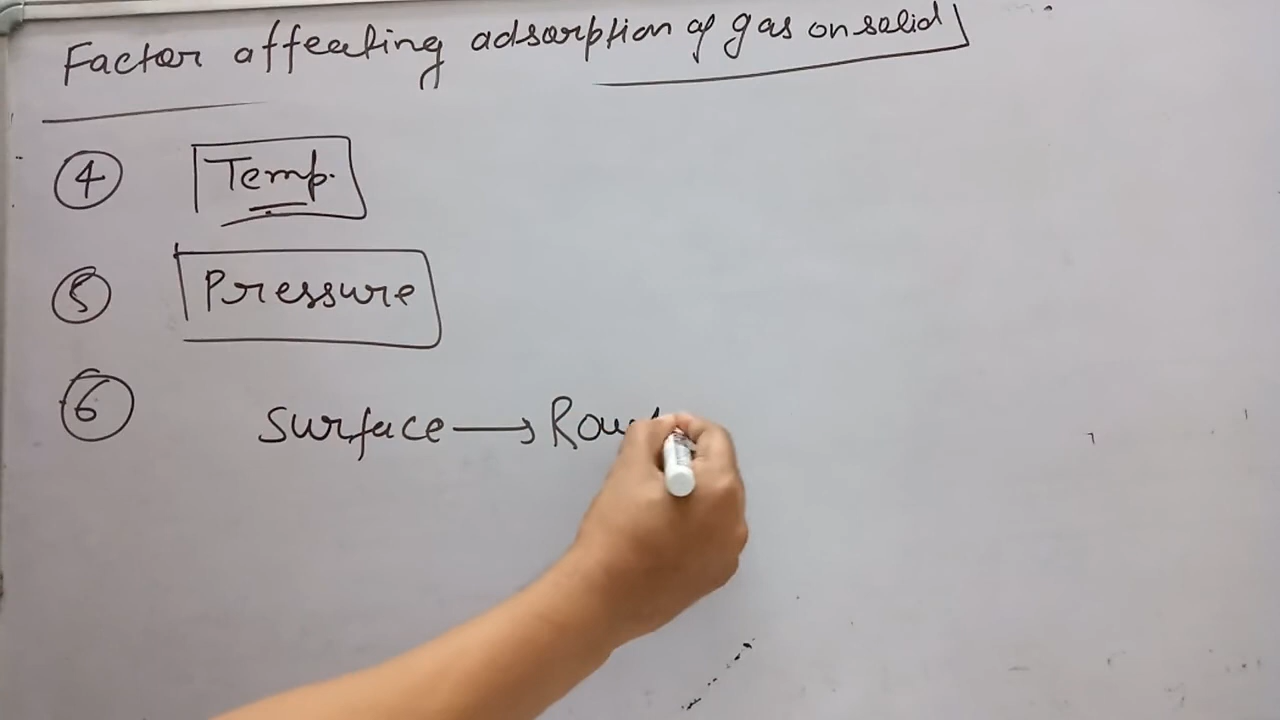 Factor affecting adsorption of gas on solid
④ Temp.
⑤ Pressure
⑥ Surface → Rou